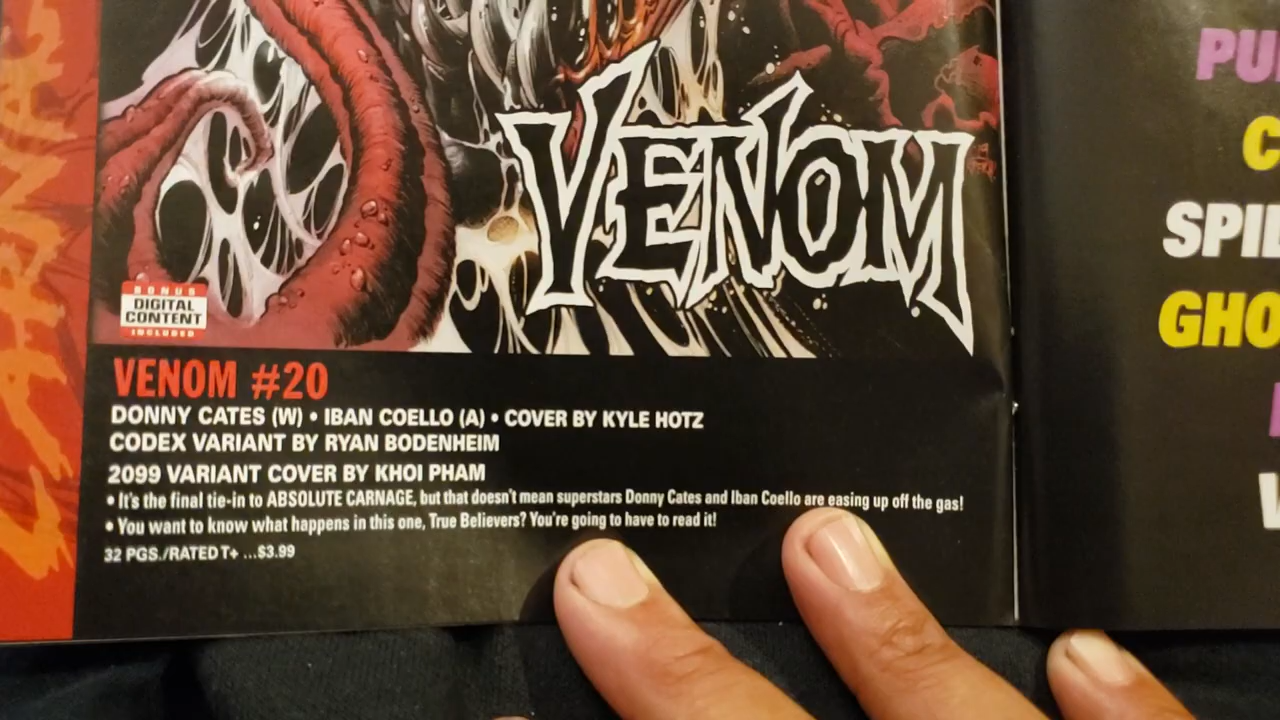 VENOM
BONUS
DIGITAL
CONTENT
INCLUDED
VENOM #20
DONNY CATES (W) • IBAN COELLO (A) • COVER BY KYLE HOTZ
CODEX VARIANT BY RYAN BODENHEIM
2099 VARIANT COVER BY KHOI PHAM
• It's the final tie-in to ABSOLUTE CARNAGE, but that doesn't mean superstars Donny Cates and Iban Coello are easing up off the gas!
• You want to know what happens in this one, True Believers? You're going to have to read it!
32 PGS./RATED T+ ...$3.99
PU
C
SPI
GHO